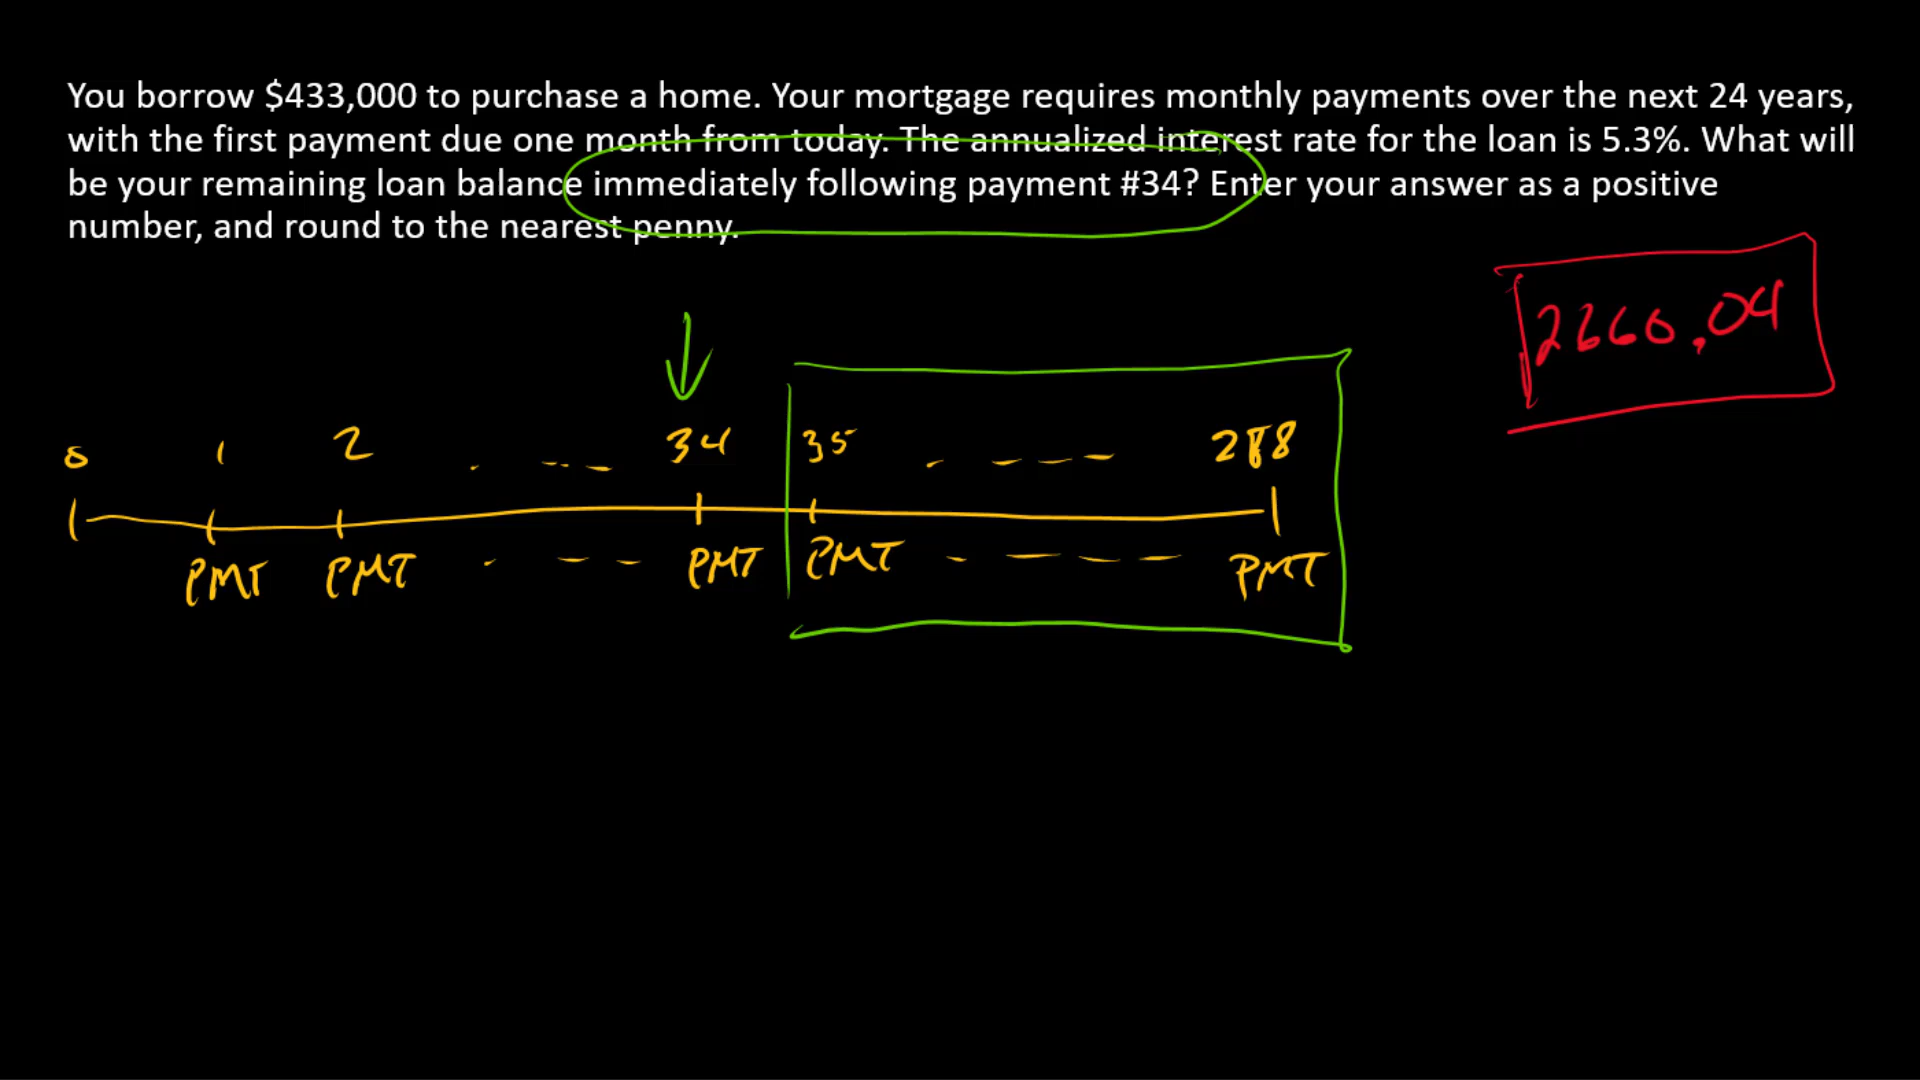 You borrow $433,000 to purchase a home. Your mortgage requires monthly payments over the next 24 years,
with the first payment due one month from today. The annualized interest rate for the loan is 5.3%. What will
be your remaining loan balance immediately following payment #34? Enter your answer as a positive
number, and round to the nearest penny.
2660.04
0 1 2 . - - - 34 35 . - - - 288
PMT PMT . - - PMT PMT - - - - PMT